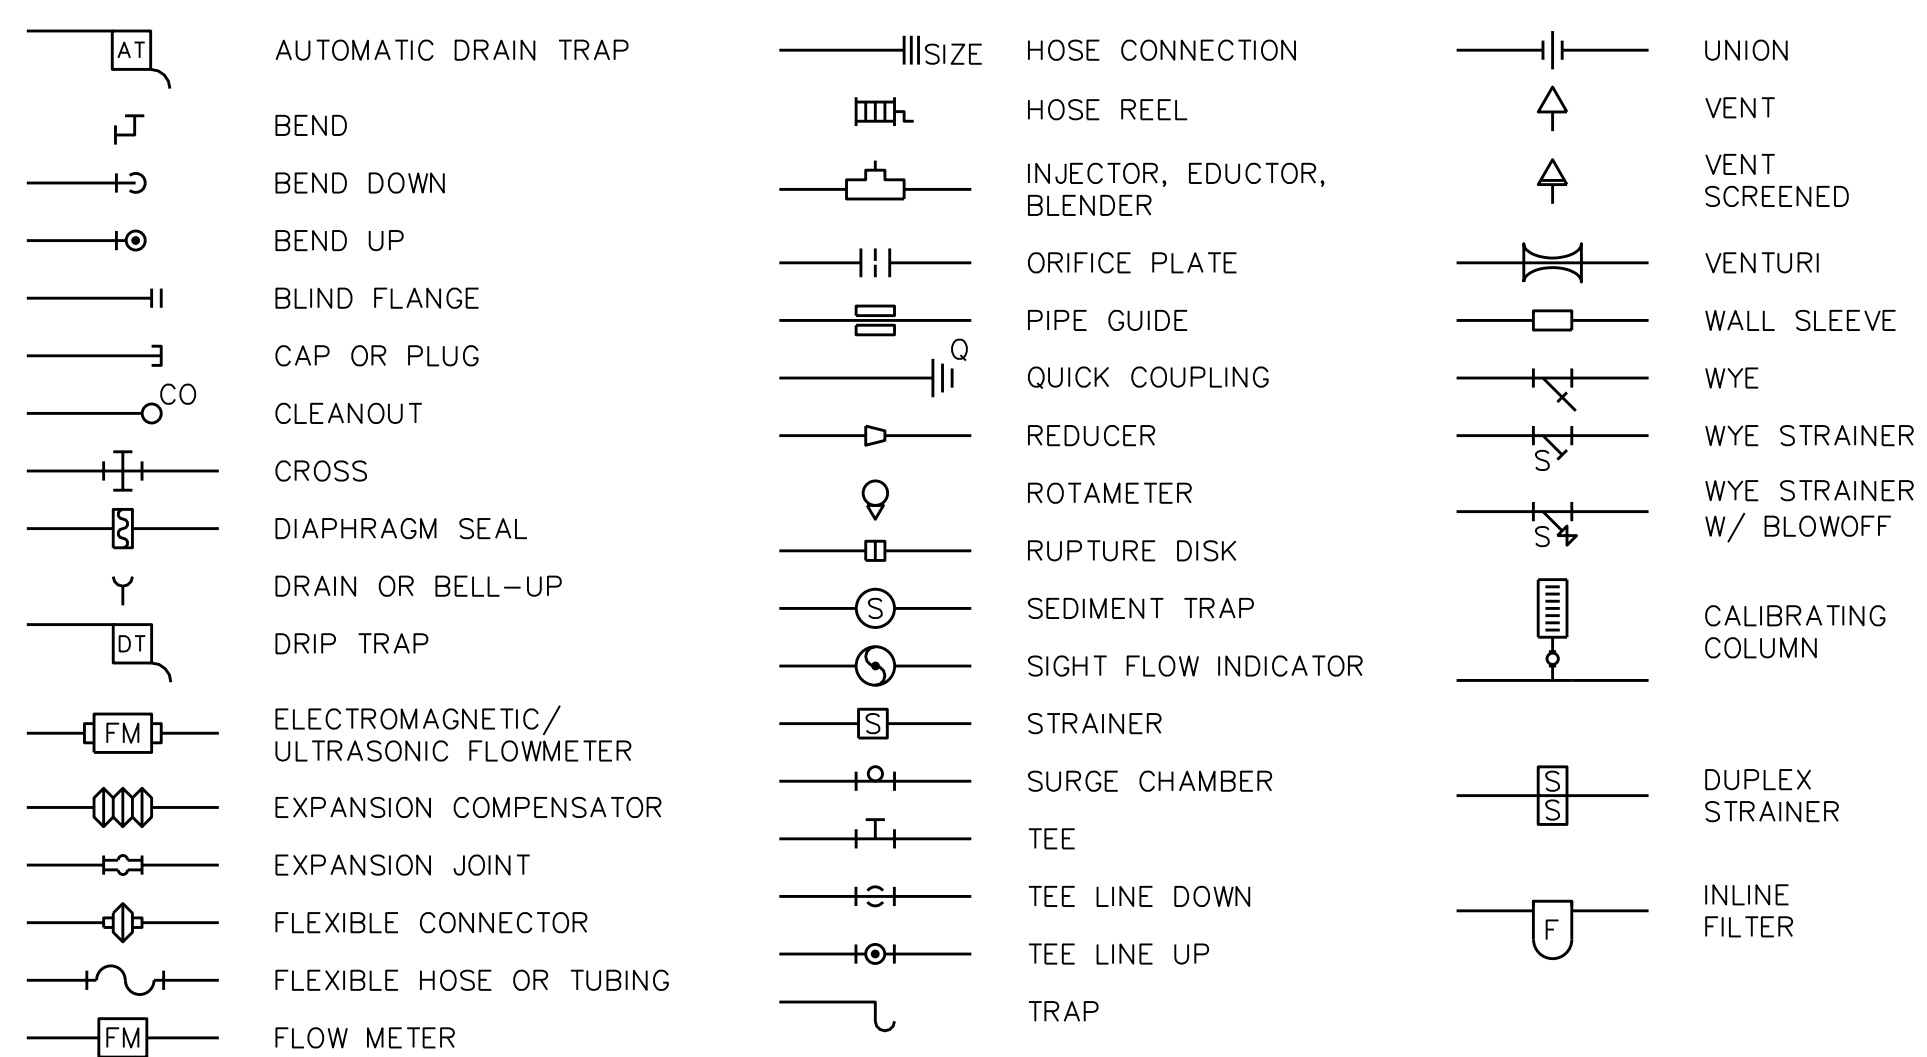 AT AUTOMATIC DRAIN TRAP
BEND
BEND DOWN
BEND UP
BLIND FLANGE
CAP OR PLUG
CO
CLEANOUT
CROSS
DIAPHRAGM SEAL
DRAIN OR BELL-UP
DT DRIP TRAP
ELECTROMAGNETIC/
FM
ULTRASONIC FLOWMETER
EXPANSION COMPENSATOR
EXPANSION JOINT
FLEXIBLE CONNECTOR
FLEXIBLE HOSE OR TUBING
FM FLOW METER
SIZE HOSE CONNECTION
HOSE REEL
INJECTOR, EDUCTOR,
BLENDER
ORIFICE PLATE
PIPE GUIDE
Q
QUICK COUPLING
REDUCER
ROTAMETER
RUPTURE DISK
S SEDIMENT TRAP
SIGHT FLOW INDICATOR
S STRAINER
SURGE CHAMBER
TEE
TEE LINE DOWN
TEE LINE UP
TRAP
UNION
VENT
VENT
SCREENED
VENTURI
WALL SLEEVE
WYE
WYE STRAINER
S
WYE STRAINER
W/ BLOWOFF
S
CALIBRATING
COLUMN
S DUPLEX
S STRAINER
INLINE
F FILTER